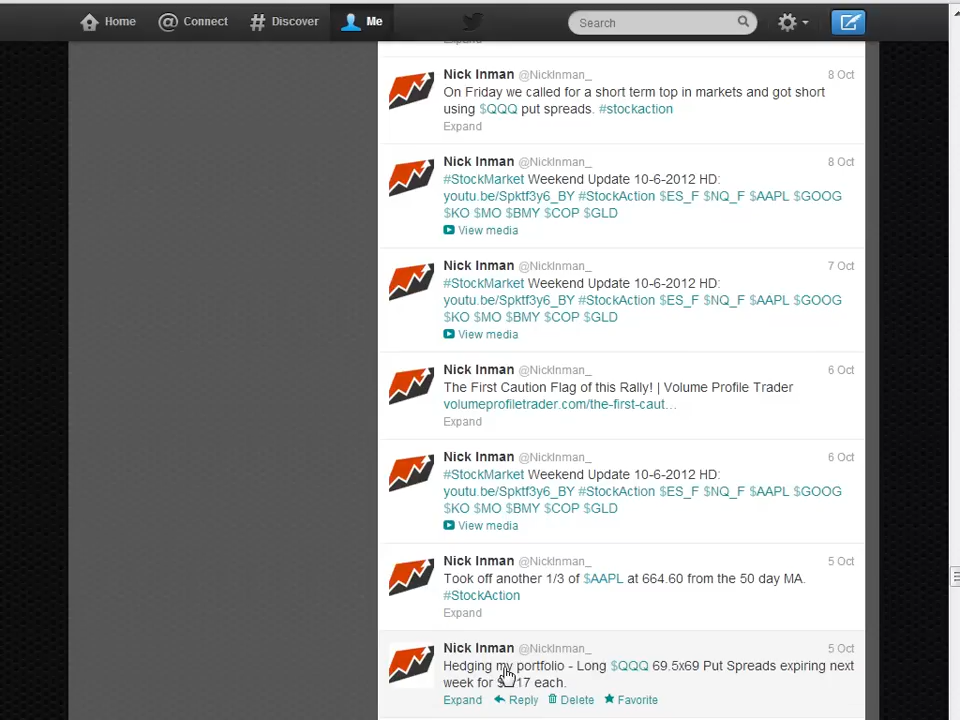 Home
Connect
Discover
Me
Search
Expand
Nick Inman @NickInman_ 8 Oct
On Friday we called for a short term top in markets and got short
using $QQQ put spreads. #stockaction
Expand
Nick Inman @NickInman_ 8 Oct
#StockMarket Weekend Update 10-6-2012 HD:
youtu.be/Spktf3y6_BY #StockAction $ES_F $NQ_F $AAPL $GOOG
$KO $MO $BMY $COP $GLD
View media
Nick Inman @NickInman_ 7 Oct
#StockMarket Weekend Update 10-6-2012 HD:
youtu.be/Spktf3y6_BY #StockAction $ES_F $NQ_F $AAPL $GOOG
$KO $MO $BMY $COP $GLD
View media
Nick Inman @NickInman_ 6 Oct
The First Caution Flag of this Rally! | Volume Profile Trader
volumeprofiletrader.com/the-first-caut…
Expand
Nick Inman @NickInman_ 6 Oct
#StockMarket Weekend Update 10-6-2012 HD:
youtu.be/Spktf3y6_BY #StockAction $ES_F $NQ_F $AAPL $GOOG
$KO $MO $BMY $COP $GLD
View media
Nick Inman @NickInman_ 5 Oct
Took off another 1/3 of $AAPL at 664.60 from the 50 day MA.
#StockAction
Expand
Nick Inman @NickInman_ 5 Oct
Hedging my portfolio - Long $QQQ 69.5x69 Put Spreads expiring next
week for each.
Expand Reply Delete Favorite